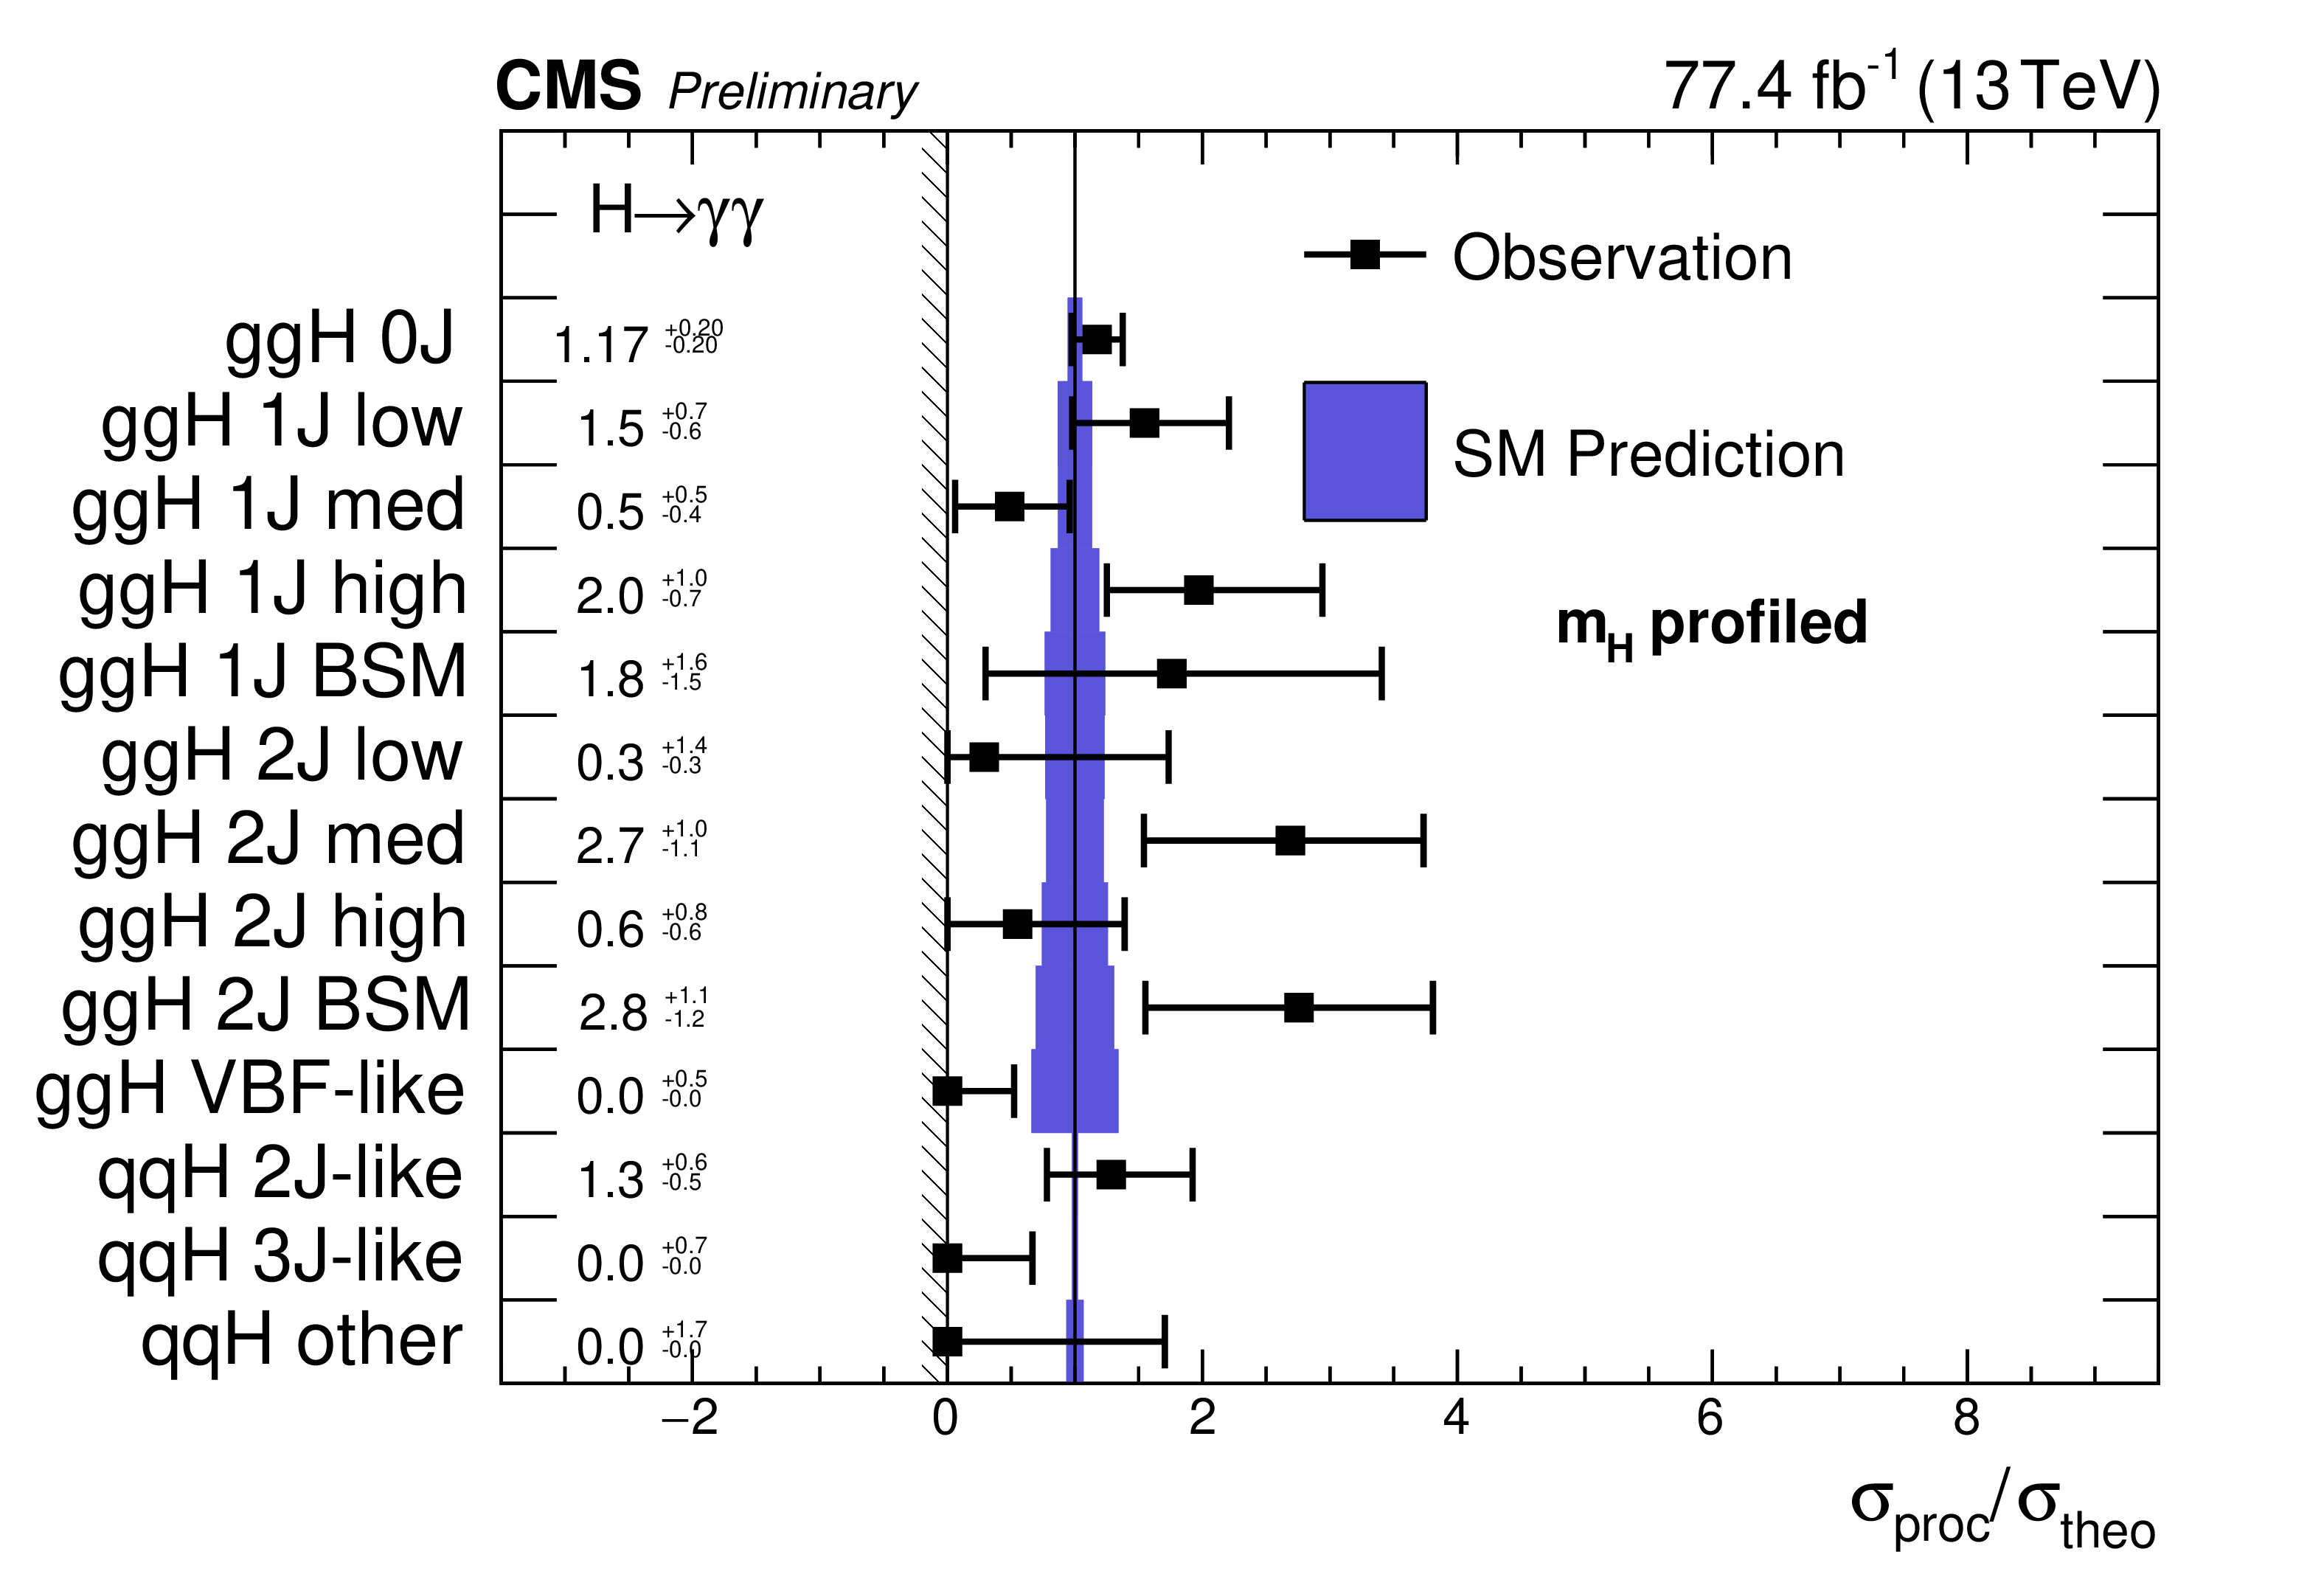 CMS Preliminary 77.4 fb⁻¹ (13 TeV)
H→γγ
Observation
ggH 0J 1.17 +0.20 -0.20
ggH 1J low 1.5 +0.7 -0.6
SM Prediction
ggH 1J med 0.5 +0.5 -0.4
ggH 1J high 2.0 +1.0 -0.7
m_H profiled
ggH 1J BSM 1.8 +1.6 -1.5
ggH 2J low 0.3 +1.4 -0.3
ggH 2J med 2.7 +1.0 -1.1
ggH 2J high 0.6 +0.8 -0.6
ggH 2J BSM 2.8 +1.1 -1.2
ggH VBF-like 0.0 +0.5 -0.0
qqH 2J-like 1.3 +0.6 -0.5
qqH 3J-like 0.0 +0.7 -0.0
qqH other 0.0 +1.7 -0.0
−2 0 2 4 6 8
σ_proc/σ_theo